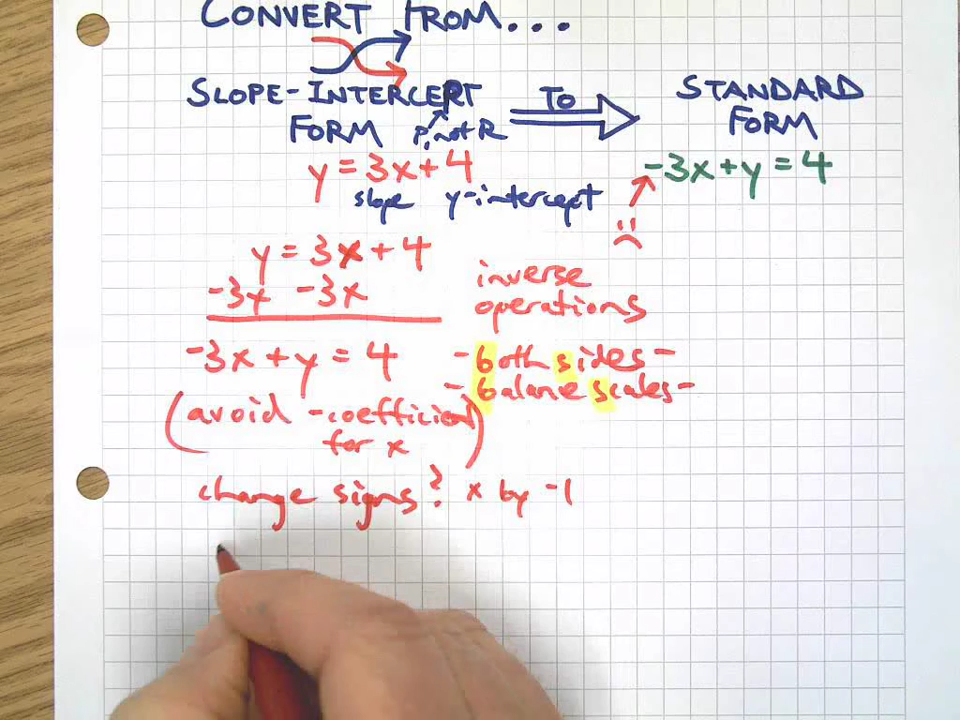 CONVERT FROM...
SLOPE-INTERCEPT FORM
P, not R
TO
STANDARD FORM
y = 3x + 4
slope y-intercept
-3x + y = 4
y = 3x + 4
-3x -3x
-3x + y = 4
(avoid -coefficient
for x)
inverse
operations
- both sides -
- balance scales -
change signs? x by -1